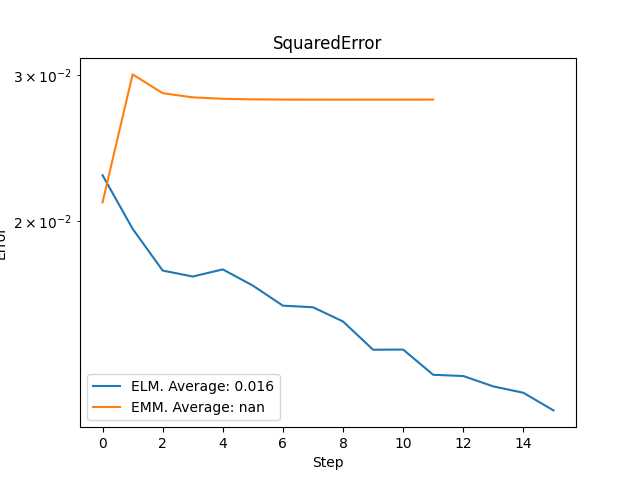 SquaredError
3 × 10⁻²
2 × 10⁻²
Error
ELM. Average: 0.016
EMM. Average: nan
0 2 4 6 8 10 12 14
Step